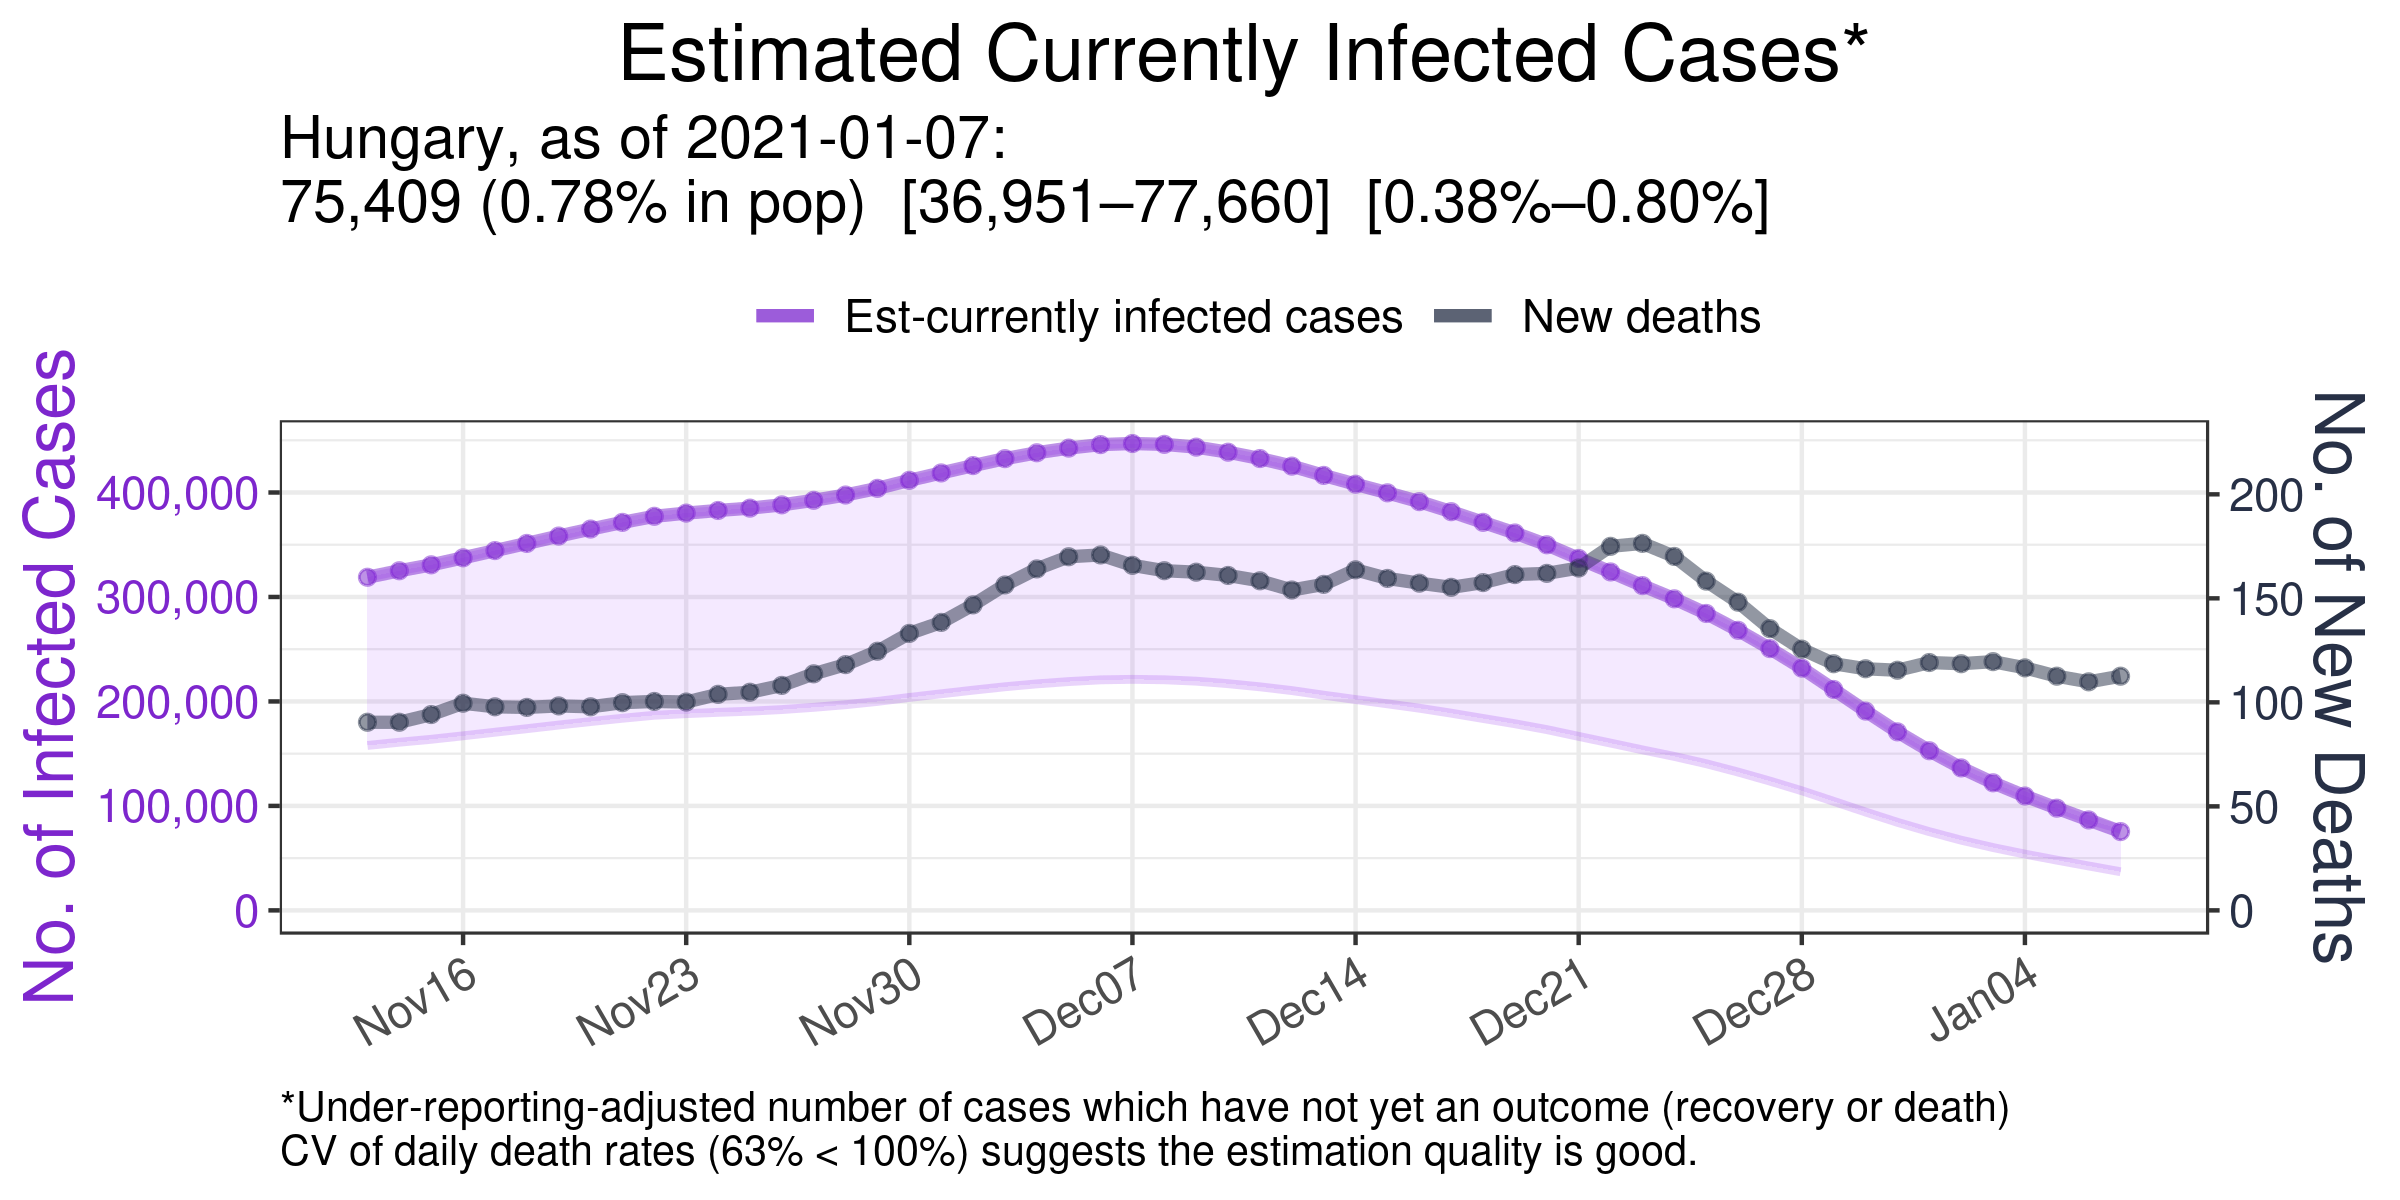 Estimated Currently Infected Cases*
Hungary, as of 2021-01-07:
75,409 (0.78% in pop)  [36,951–77,660]  [0.38%–0.80%]
Est-currently infected cases
New deaths
No. of Infected Cases
400,000
300,000
200,000
100,000
0
200
150
100
50
0
No. of New Deaths
Nov16
Nov23
Nov30
Dec07
Dec14
Dec21
Dec28
Jan04
*Under-reporting-adjusted number of cases which have not yet an outcome (recovery or death)
CV of daily death rates (63% < 100%) suggests the estimation quality is good.